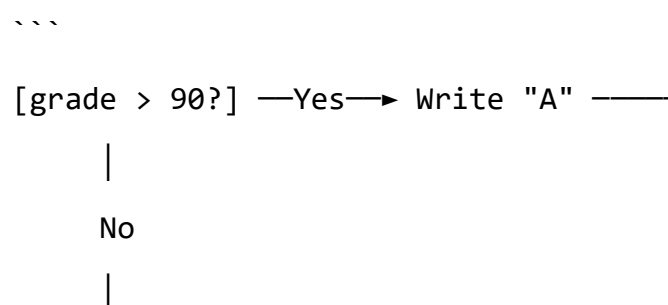 ```
[grade > 90?] ──Yes──► Write "A" ────
│
No
│